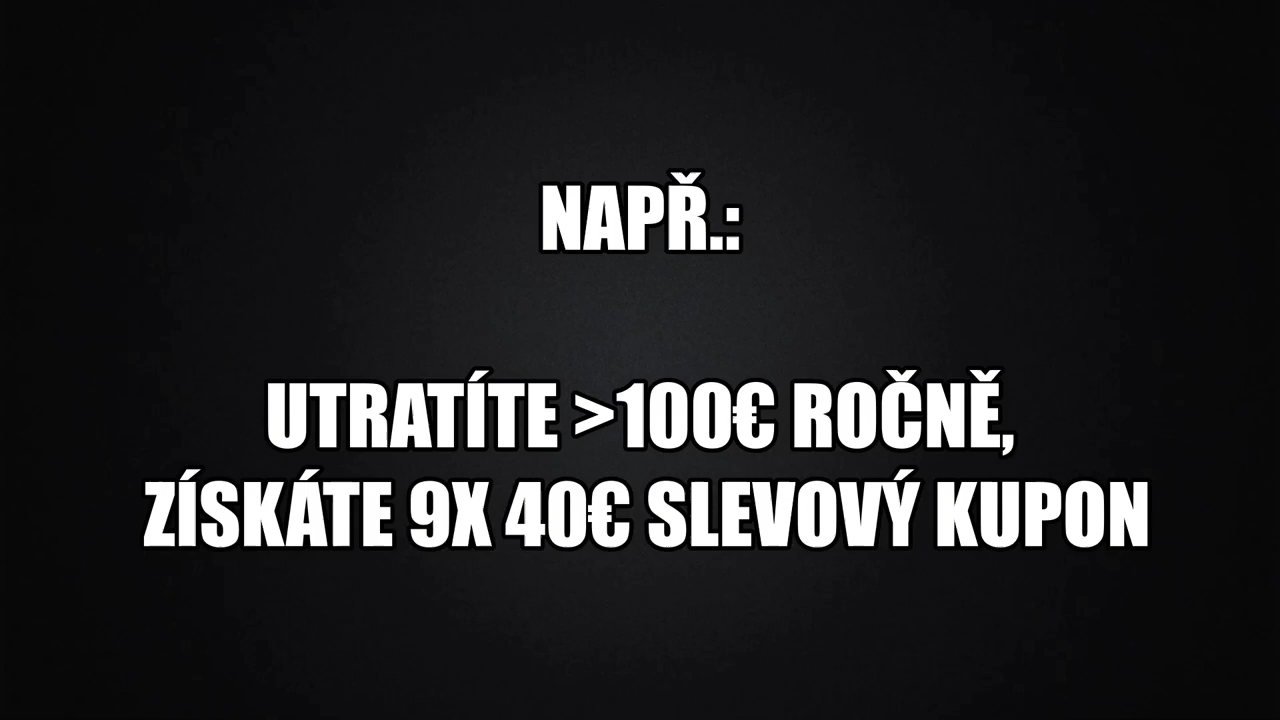 NAPŘ.:
UTRATÍTE >100€ ROČNĚ,
ZÍSKÁTE 9X 40€ SLEVOVÝ KUPON